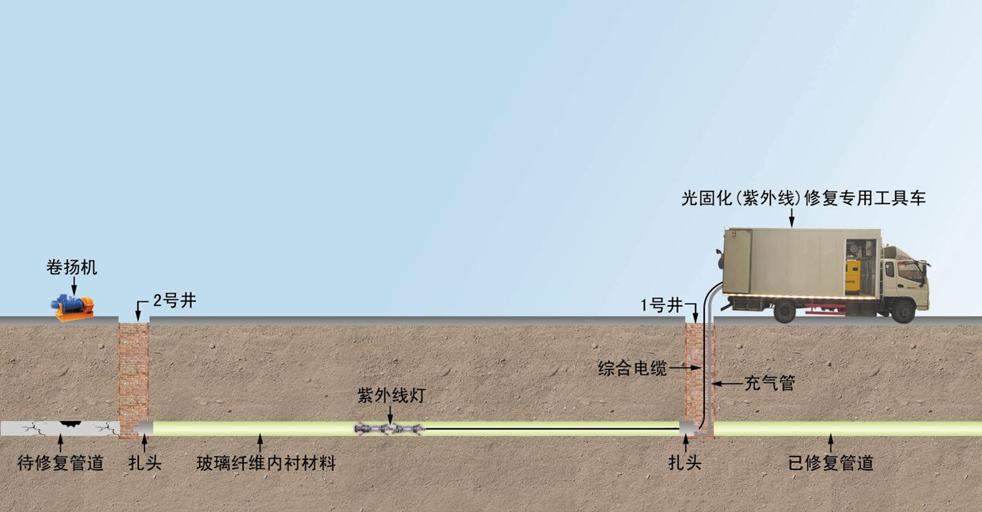 光固化(紫外线)修复专用工具车
卷扬机
2号井
1号井
综合电缆
充气管
紫外线灯
待修复管道
扎头
玻璃纤维内衬材料
扎头
已修复管道